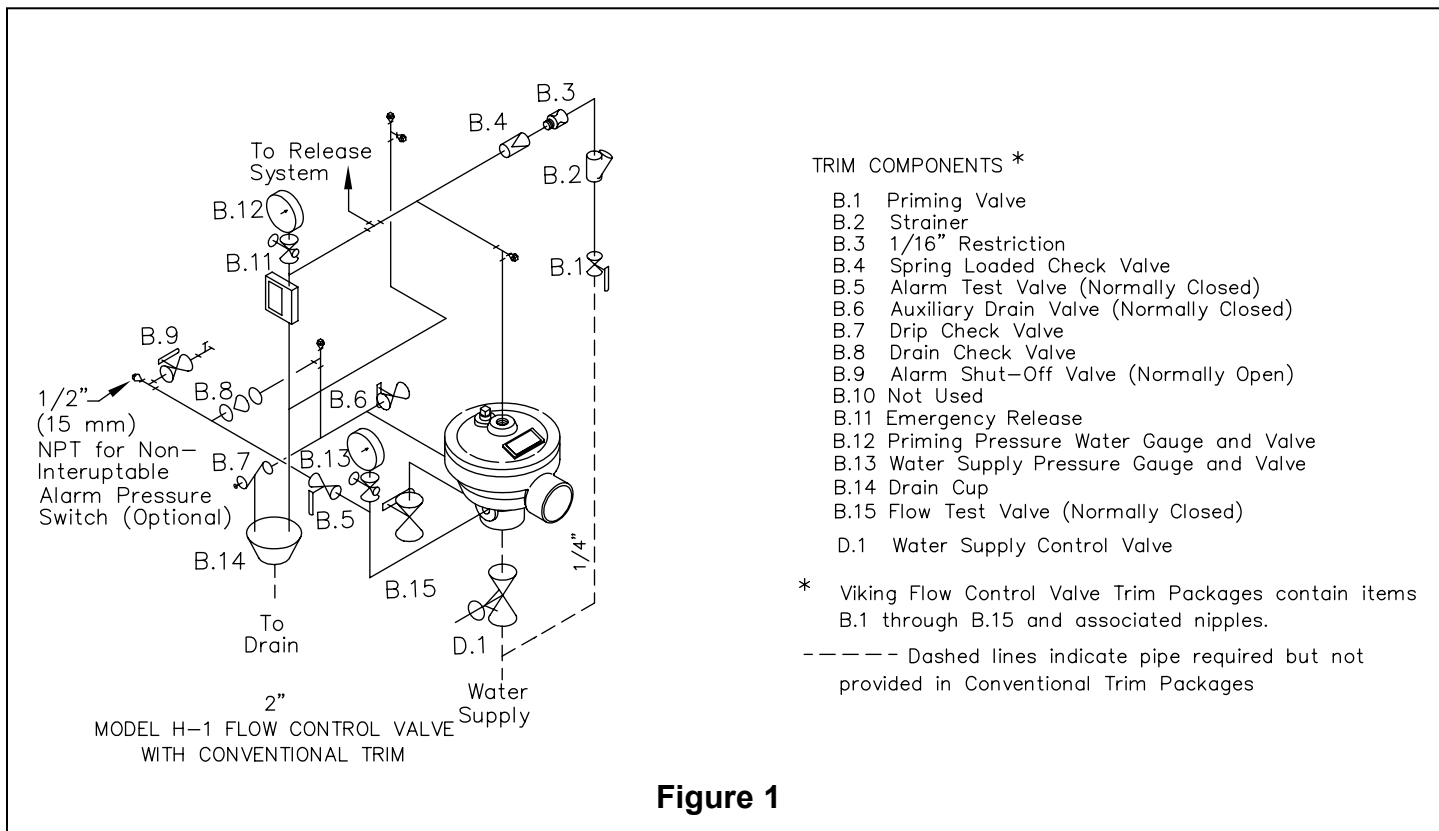 To Release
System
B.12
B.11
B.4
B.3
B.2
B.1
B.9
1/2"
(15 mm)
NPT for Non-
Interuptable
Alarm Pressure
Switch (Optional)
B.8
B.6
B.7
B.13
B.5
B.14
B.15
1/4"
To
Drain
D.1
Water
Supply
2"
MODEL H-1 FLOW CONTROL VALVE
WITH CONVENTIONAL TRIM
TRIM COMPONENTS *
B.1 Priming Valve
B.2 Strainer
B.3 1/16" Restriction
B.4 Spring Loaded Check Valve
B.5 Alarm Test Valve (Normally Closed)
B.6 Auxiliary Drain Valve (Normally Closed)
B.7 Drip Check Valve
B.8 Drain Check Valve
B.9 Alarm Shut-Off Valve (Normally Open)
B.10 Not Used
B.11 Emergency Release
B.12 Priming Pressure Water Gauge and Valve
B.13 Water Supply Pressure Gauge and Valve
B.14 Drain Cup
B.15 Flow Test Valve (Normally Closed)
D.1 Water Supply Control Valve
* Viking Flow Control Valve Trim Packages contain items
B.1 through B.15 and associated nipples.
----- Dashed lines indicate pipe required but not
provided in Conventional Trim Packages
Figure 1